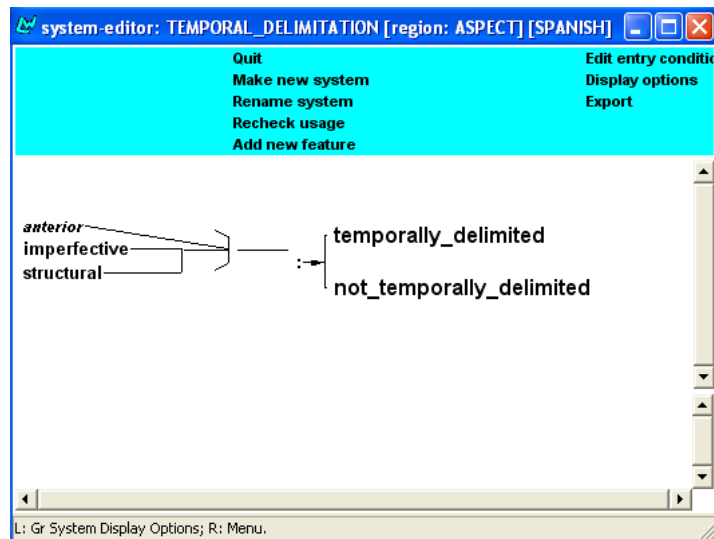 system-editor: TEMPORAL_DELIMITATION [region: ASPECT] [SPANISH]
Quit
Make new system
Rename system
Recheck usage
Add new feature
Edit entry conditio
Display options
Export
anterior
imperfective
structural
:
temporally_delimited
not_temporally_delimited
L: Gr System Display Options; R: Menu.